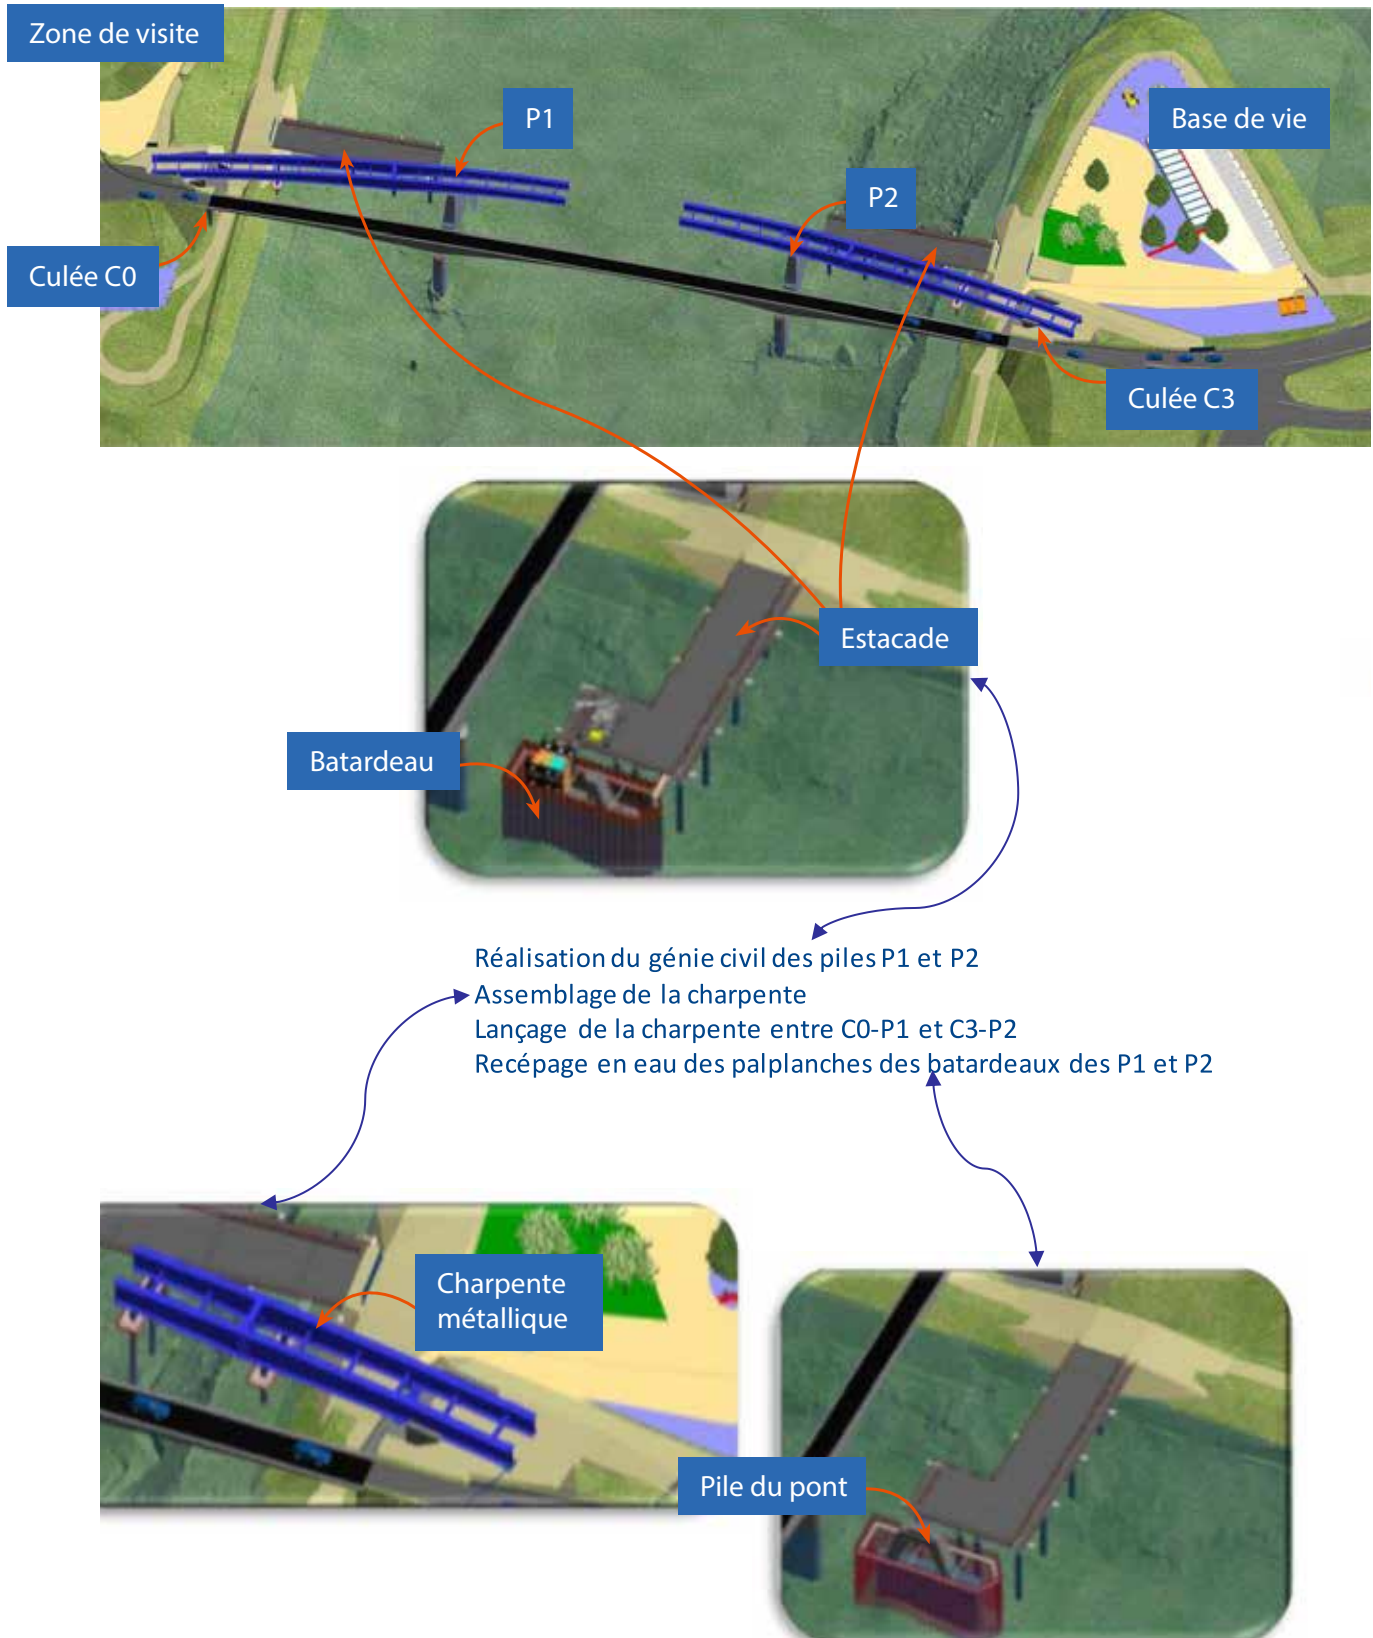 Zone de visite
P1
Base de vie
P2
Culée C0
Culée C3
Estacade
Batardeau
Réalisation du génie civil des piles P1 et P2
Assemblage de la charpente
Lançage de la charpente entre C0-P1 et C3-P2
Recépage en eau des palplanches des batardeaux des P1 et P2
Charpente
métallique
Pile du pont